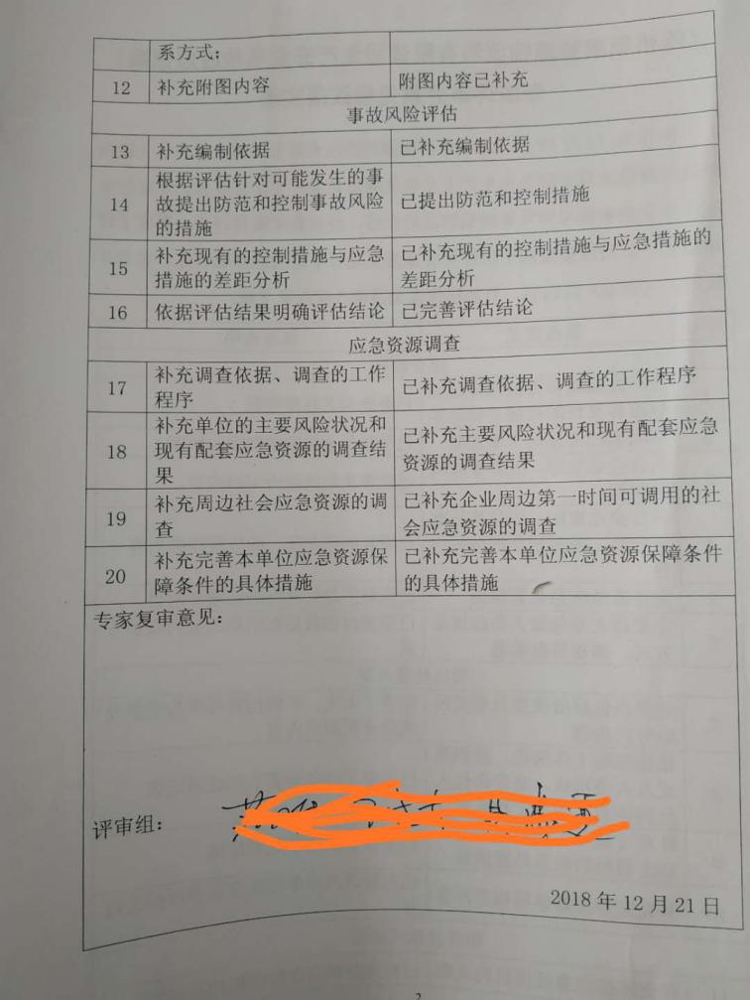 系方式；
12 补充附图内容 附图内容已补充
事故风险评估
13 补充编制依据 已补充编制依据
根据评估针对可能发生的事
14 故提出防范和控制事故风险 已提出防范和控制措施
的措施
15 补充现有的控制措施与应急 已补充现有的控制措施与应急措施的
措施的差距分析 差距分析
16 依据评估结果明确评估结论 已完善评估结论
应急资源调查
17 补充调查依据、调查的工作 已补充调查依据、调查的工作程序
程序
补充单位的主要风险状况和 已补充主要风险状况和现有配套应急
18 现有配套应急资源的调查结 资源的调查结果
果
19 补充周边社会应急资源的调 已补充企业周边第一时间可调用的社
查 会应急资源的调查
20 补充完善本单位应急资源保 已补充完善本单位应急资源保障条件
障条件的具体措施 的具体措施
专家复审意见：
评审组：
2018 年 12 月 21 日
2